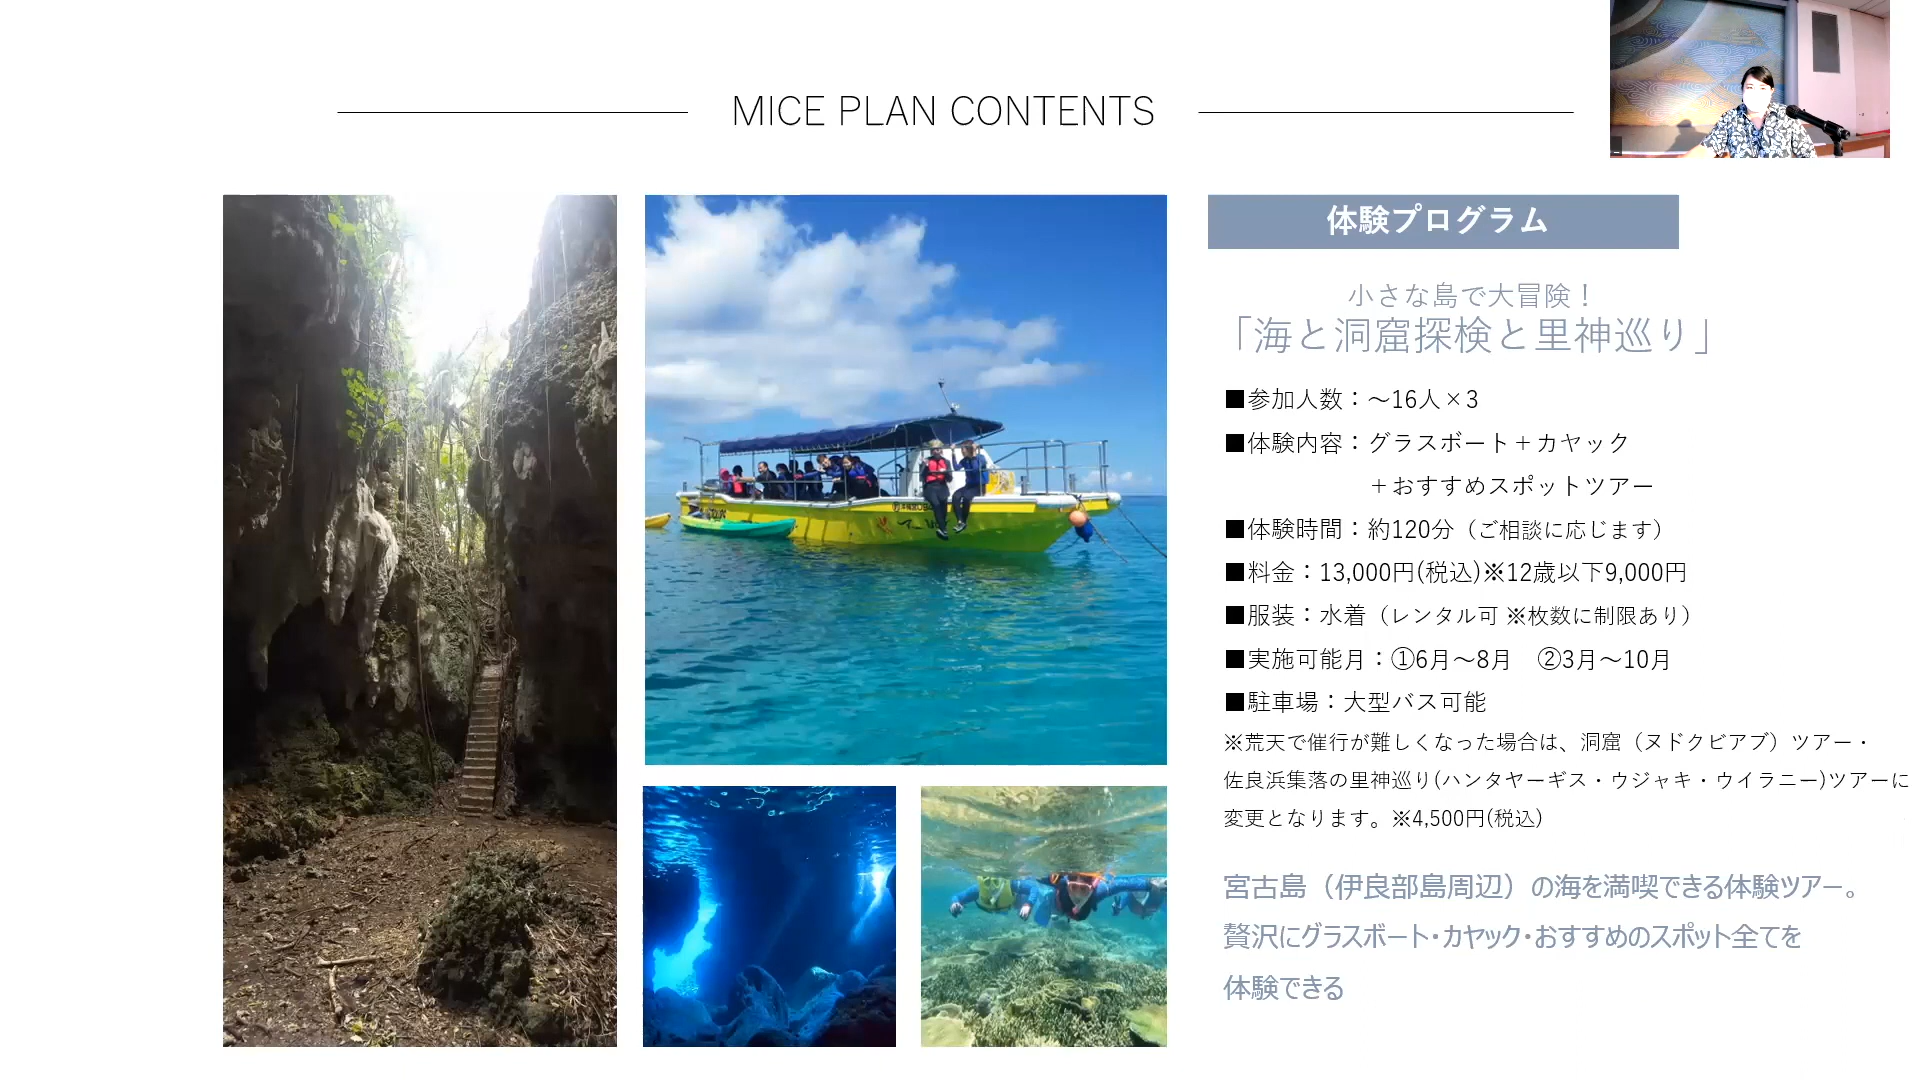 MICE PLAN CONTENTS
体験プログラム
小さな島で大冒険！
「海と洞窟探検と里神巡り」
■参加人数：～16人×3
■体験内容：グラスボート＋カヤック
＋おすすめスポットツアー
■体験時間：約120分（ご相談に応じます）
■料金：13,000円(税込)※12歳以下9,000円
■服装：水着（レンタル可 ※枚数に制限あり）
■実施可能月：①6月～8月　②3月～10月
■駐車場：大型バス可能
※荒天で催行が難しくなった場合は、洞窟（ヌドクビアブ）ツアー・
佐良浜集落の里神巡り(ハンタヤーギス・ウジャキ・ウイラニー)ツアーに
変更となります。※4,500円(税込)
宮古島（伊良部島周辺）の海を満喫できる体験ツアー。
贅沢にグラスボート・カヤック・おすすめのスポット全てを
体験できる